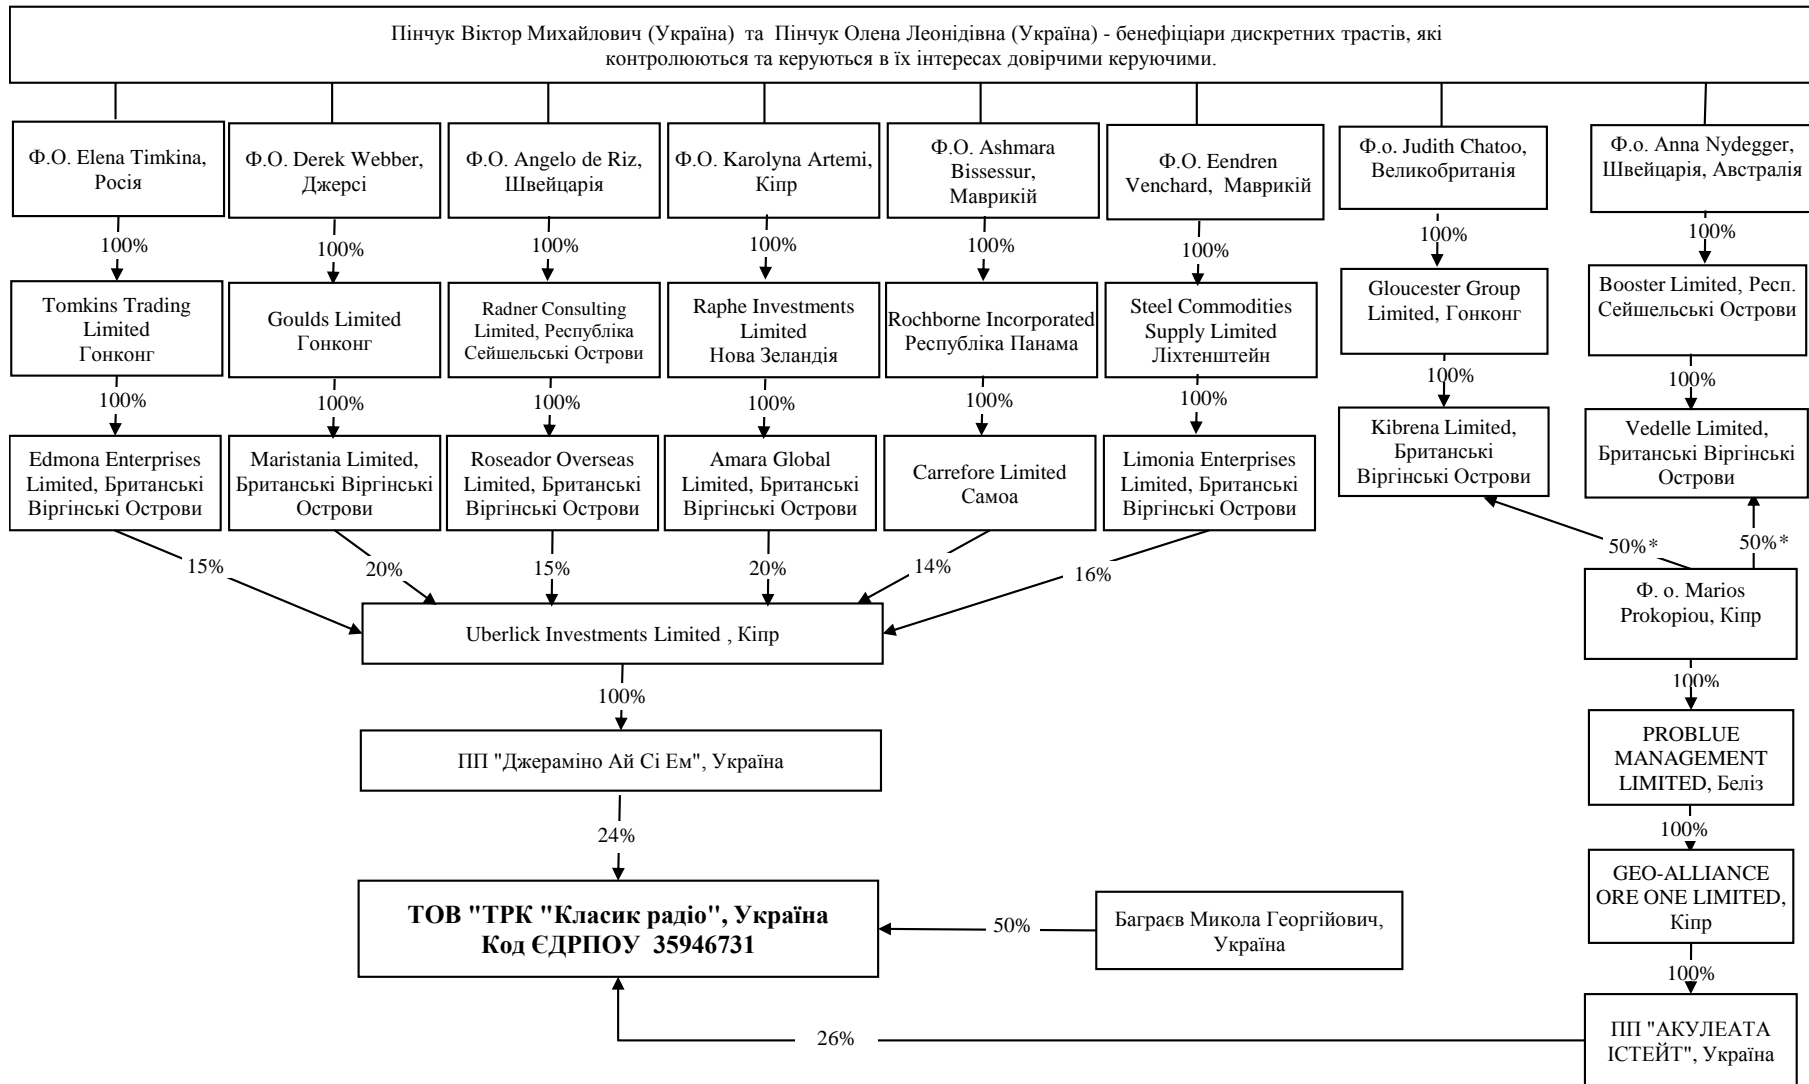 Пінчук Віктор Михайлович (Україна) та Пінчук Олена Леонідівна (Україна) - бенефіціари дискретних трастів, які
контролюються та керуються в їх інтересах довірчими керуючими.
Ф.О. Elena Timkina,
Росія
Ф.О. Derek Webber,
Джерсі
Ф.О. Angelo de Riz,
Швейцарія
Ф.О. Karolyna Artemi,
Кіпр
Ф.О. Ashmara
Bissessur,
Маврикій
Ф.О. Eendren
Venchard, Маврикій
Ф.о. Judith Chatoo,
Великобританія
Ф.о. Anna Nydegger,
Швейцарія, Австралія
100%
100%
100%
100%
100%
100%
100%
100%
Tomkins Trading
Limited
Гонконг
Goulds Limited
Гонконг
Radner Consulting
Limited, Республіка
Сейшельські Острови
Raphe Investments
Limited
Нова Зеландія
Rochborne Incorporated
Республіка Панама
Steel Commodities
Supply Limited
Ліхтенштейн
Gloucester Group
Limited, Гонконг
Booster Limited, Респ.
Сейшельські Острови
100%
100%
100%
100%
100%
100%
100%
100%
Edmona Enterprises
Limited, Британські
Віргінські Острови
Maristania Limited,
Британські Віргінські
Острови
Roseador Overseas
Limited, Британські
Віргінські Острови
Amara Global
Limited, Британські
Віргінські Острови
Carrefore Limited
Самоа
Limonia Enterprises
Limited, Британські
Віргінські Острови
Kibrena Limited,
Британські
Віргінські Острови
Vedelle Limited,
Британські Віргінські
Острови
15%
20%
15%
20%
14%
16%
50%*
50%*
Uberlick Investments Limited , Кіпр
Ф. о. Marios
Prokopiou, Кіпр
100%
100%
ПП "Джераміно Ай Сі Ем", Україна
PROBLUE
MANAGEMENT
LIMITED, Беліз
24%
100%
ТОВ "ТРК "Класик радіо", Україна
Код ЄДРПОУ 35946731
50%
Баграєв Микола Георгійович,
Україна
GEO-ALLIANCE
ORE ONE LIMITED,
Кіпр
100%
26%
ПП "АКУЛЕАТА
ІСТЕЙТ", Україна